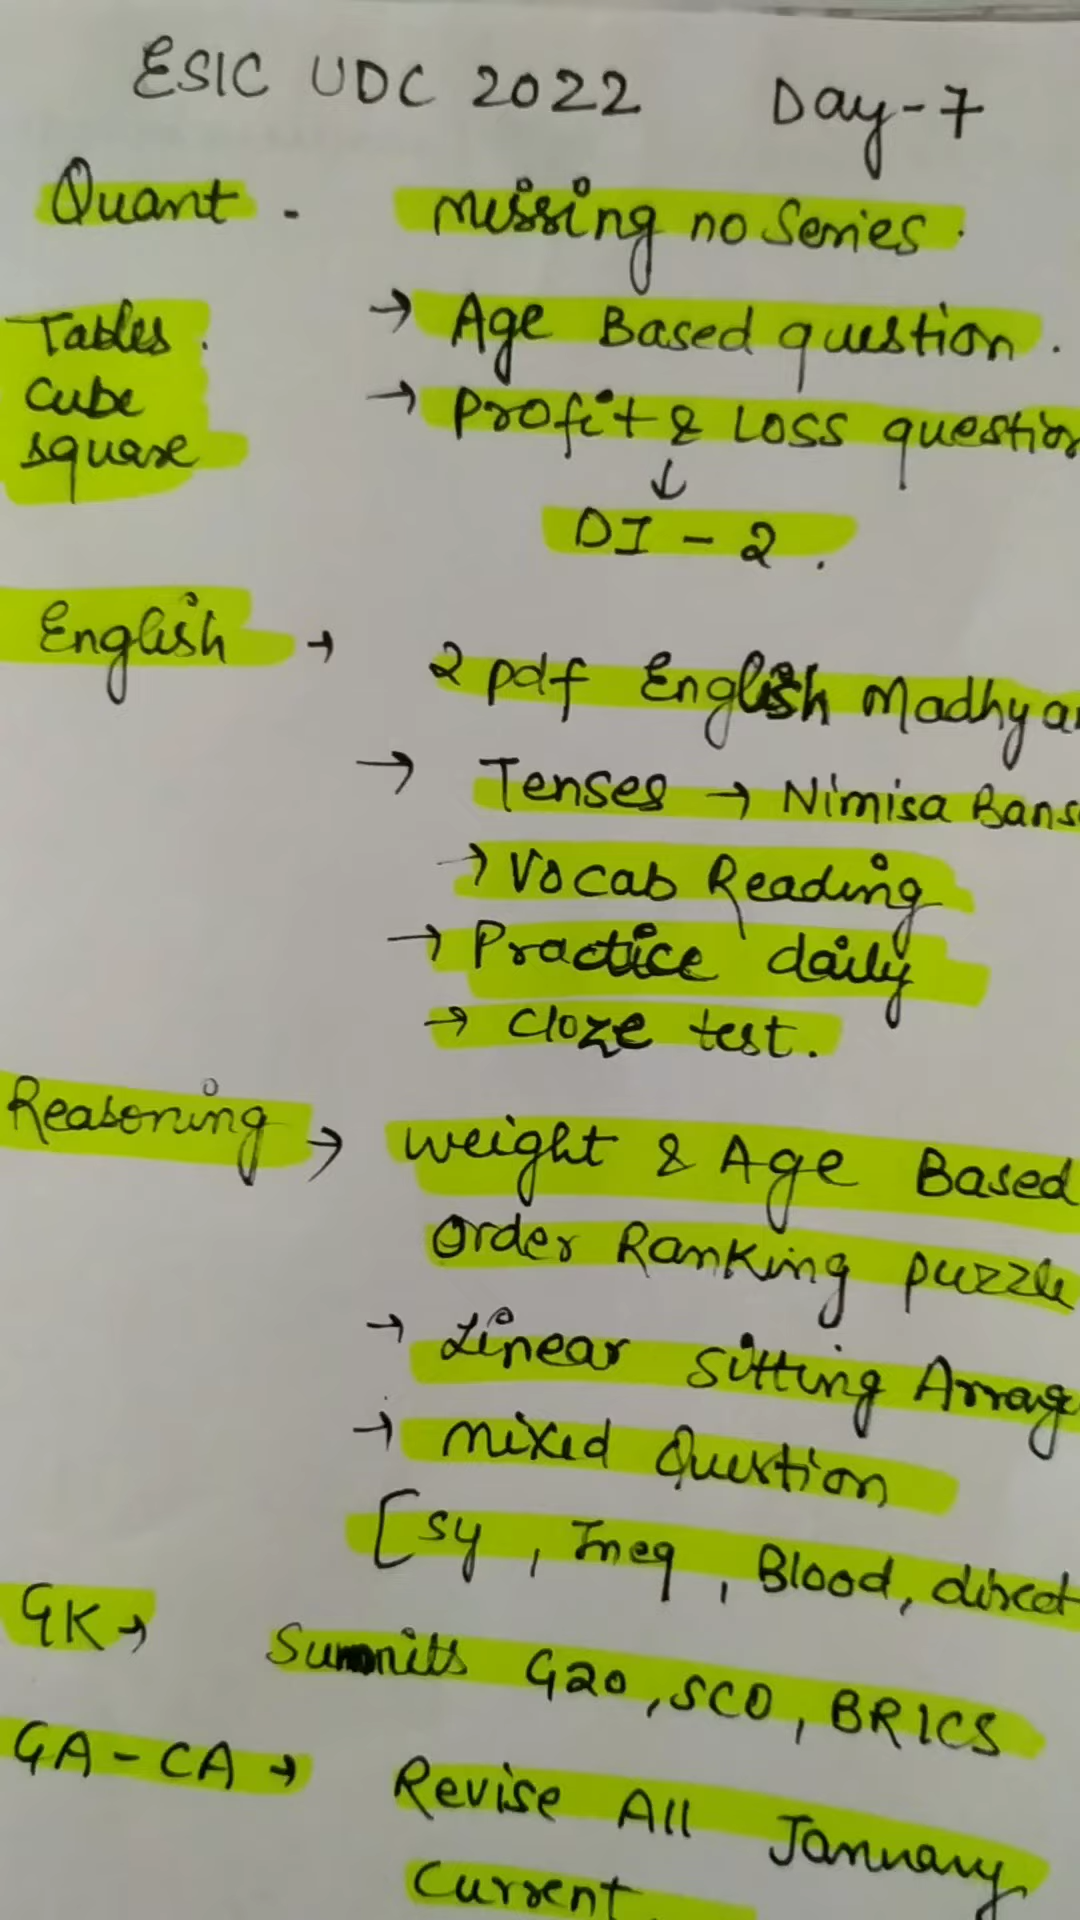 ESIC UDC 2022 Day-7
Quant - missing no Series.
Tables. → Age Based question.
Cube → Profit & Loss question
square
↓
DI - 2.
English → 2 pdf English Madhyam
→ Tenses → Nimisa Bans
→ Vocab Reading
→ Practice daily
→ Cloze test.
Reasoning → weight & Age Based
Order Ranking puzzle
→ Linear Sitting Arrag
→ mixed Question
[sy, Ineq, Blood, direct
GK → Summits G20, SCO, BRICS
GA-CA → Revise All January
Current